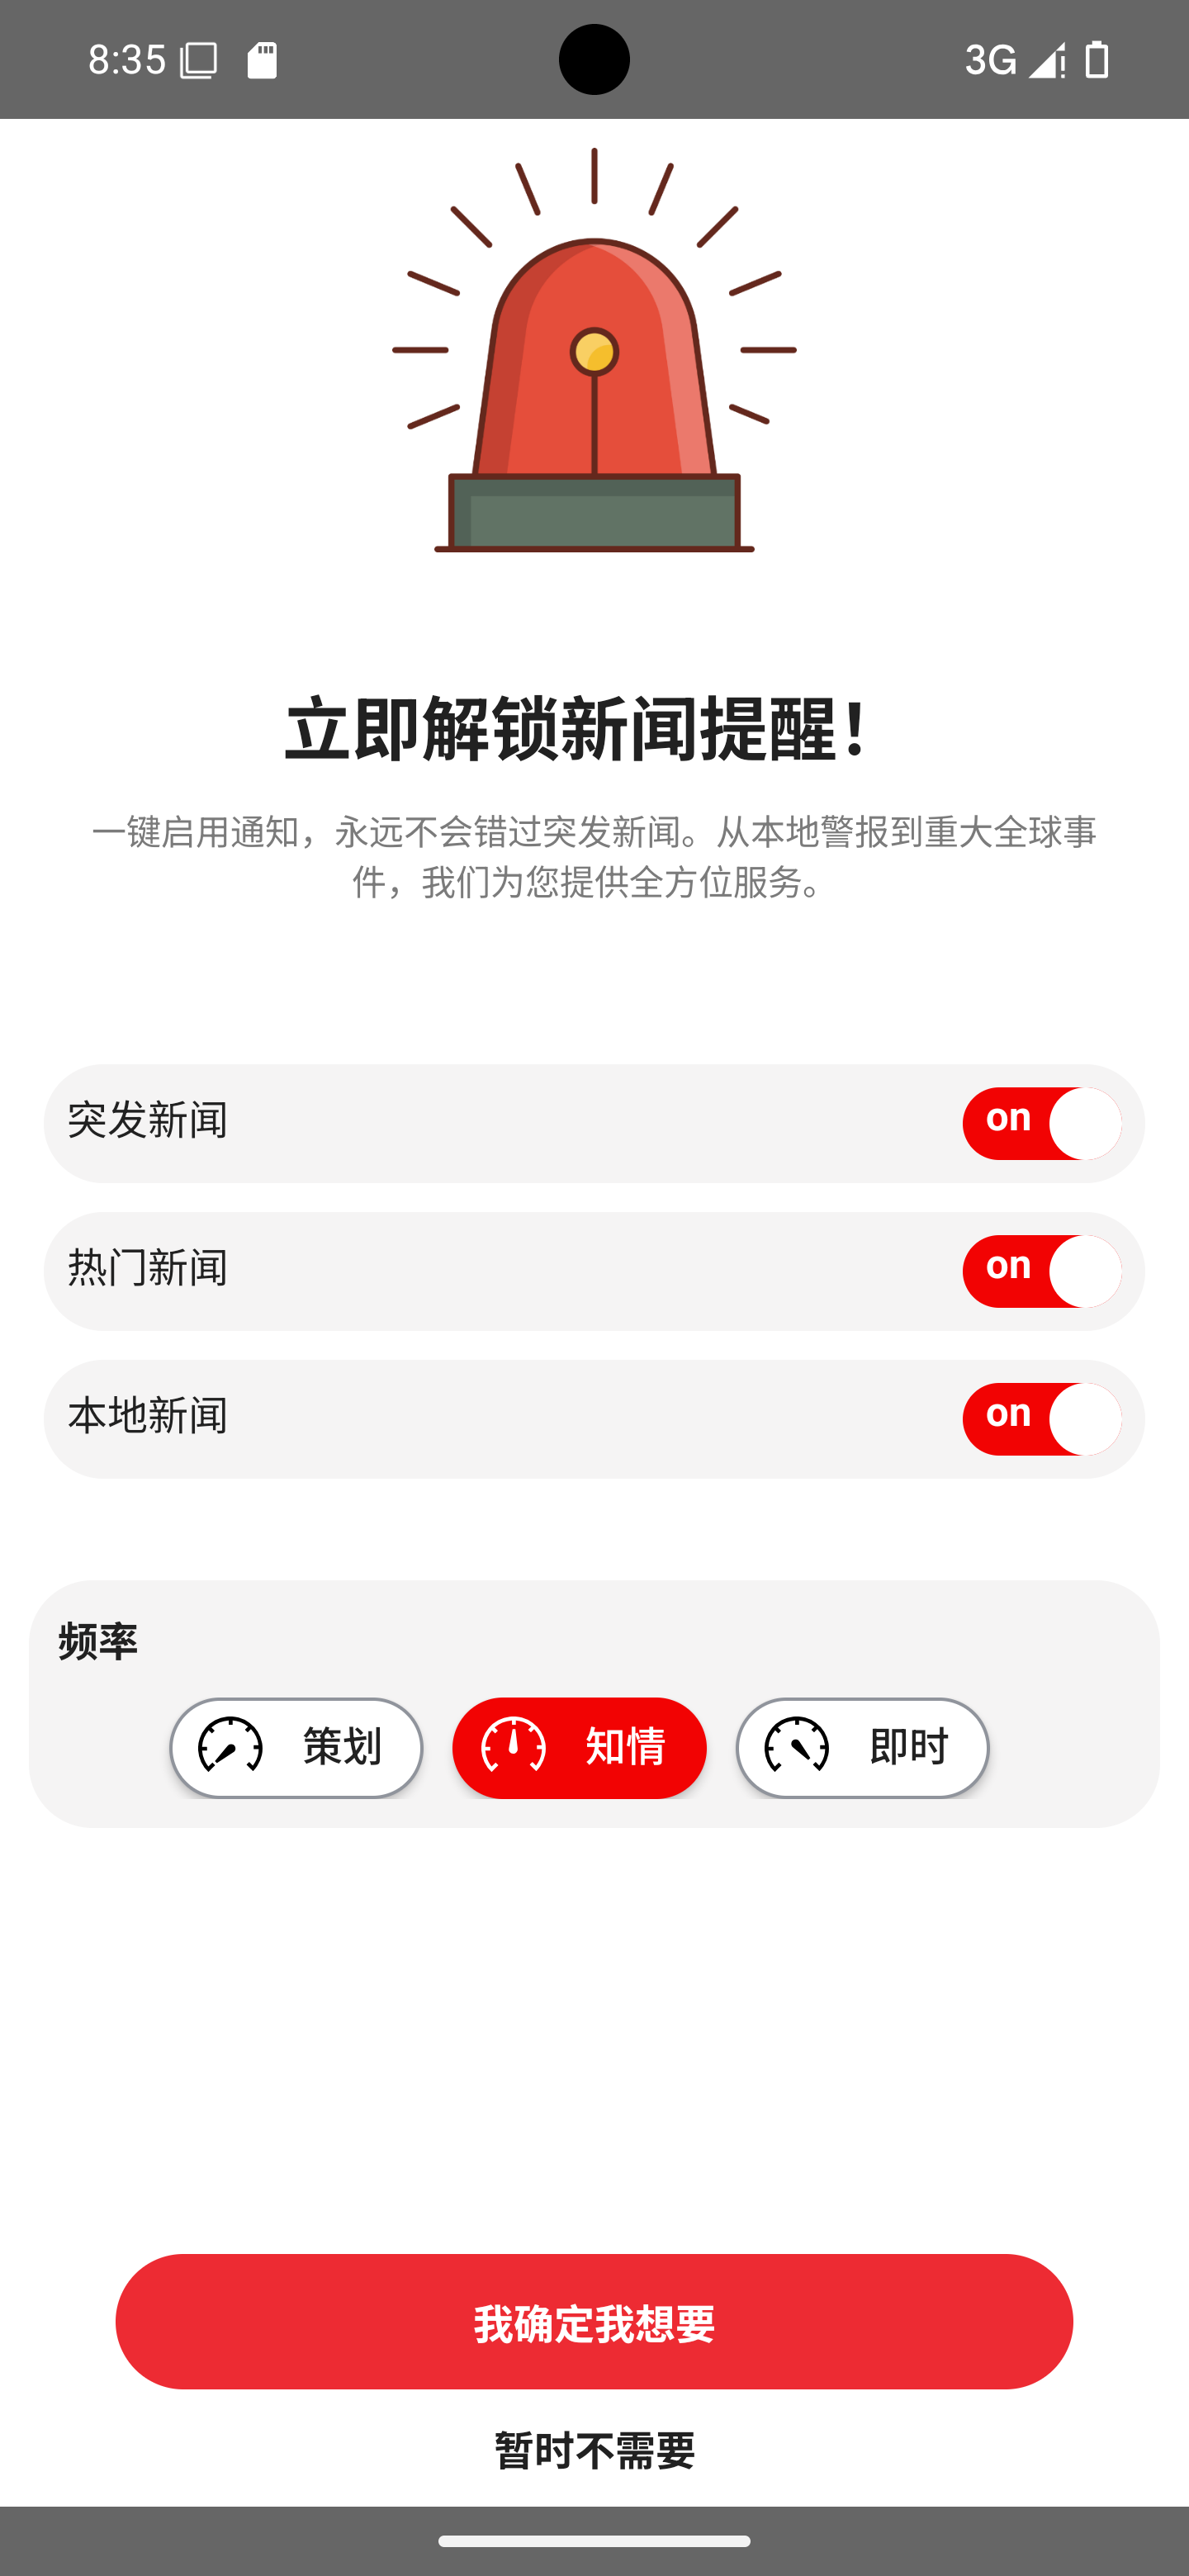 8:35
3G
立即解锁新闻提醒！
一键启用通知，永远不会错过突发新闻。从本地警报到重大全球事
件，我们为您提供全方位服务。
突发新闻
on
热门新闻
on
本地新闻
on
频率
策划
知情
即时
我确定我想要
暂时不需要